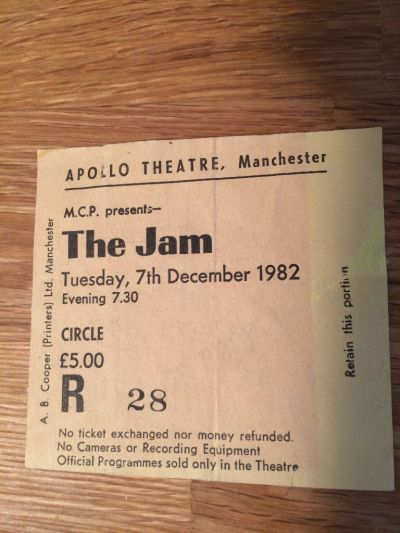 APOLLO THEATRE, Manchester
M.C.P. presents—
The Jam
Tuesday, 7th December 1982
Evening 7.30
CIRCLE
£5.00
R 28
No ticket exchanged nor money refunded.
No Cameras or Recording Equipment
Official Programmes sold only in the Theatre
A. B. Cooper (Printers) Ltd. Manchester
Retain this portion